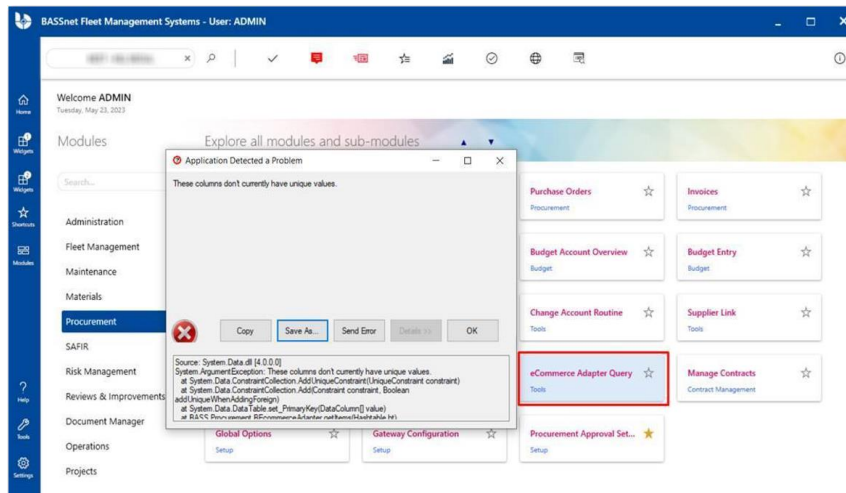 BASSnet Fleet Management Systems - User: ADMIN
Welcome ADMIN
Tuesday, May 23, 2023
Home
Widgets
Widgets
Shortcuts
Modules
Help
Tools
Settings
Modules
Explore all modules and sub-modules
Search...
Administration
Fleet Management
Maintenance
Materials
Procurement
SAFIR
Risk Management
Reviews & Improvements
Document Manager
Operations
Projects
Application Detected a Problem
These columns don't currently have unique values.
Copy
Save As...
Send Error
Details >>
OK
Source: System.Data.dll [4.0.0.0]
System.ArgumentException: These columns don't currently have unique values.
at System.Data.ConstraintCollection.AddUniqueConstraint(UniqueConstraint constraint)
at System.Data.ConstraintCollection.Add(Constraint constraint, Boolean
addUniqueWhenAddingForeign)
at System.Data.DataTable.set_PrimaryKey(DataColumn[] value)
at BASS.Procurement.BEcommerceAdapter.getItems(Hashtable ht)
Purchase Orders
Procurement
Invoices
Procurement
Budget Account Overview
Budget
Budget Entry
Budget
Change Account Routine
Tools
Supplier Link
Tools
eCommerce Adapter Query
Tools
Manage Contracts
Contract Management
Global Options
Setup
Gateway Configuration
Setup
Procurement Approval Set...
Setup